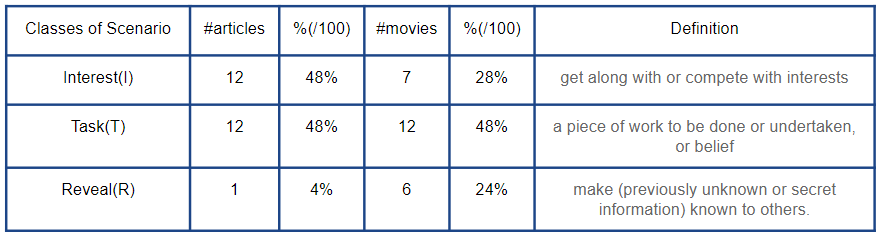 Classes of Scenario #articles %(/100) #movies %(/100) Definition
Interest(I) 12 48% 7 28% get along with or compete with interests
Task(T) 12 48% 12 48% a piece of work to be done or undertaken,
or belief
Reveal(R) 1 4% 6 24% make (previously unknown or secret
information) known to others.